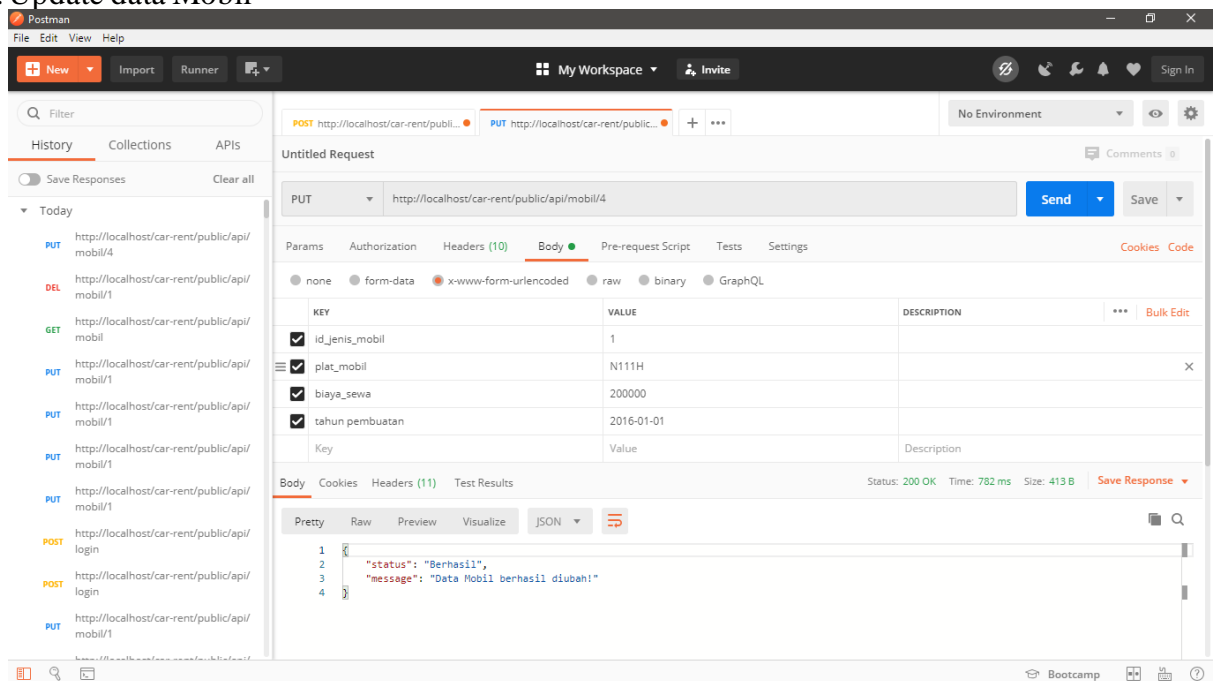 . Update data Mobil
Postman
File Edit View Help
New
Import
Runner
My Workspace
Invite
Sign In
Filter
History Collections APIs
Save Responses Clear all
Today
PUT http://localhost/car-rent/public/api/
mobil/4
DEL http://localhost/car-rent/public/api/
mobil/1
GET http://localhost/car-rent/public/api/
mobil
PUT http://localhost/car-rent/public/api/
mobil/1
PUT http://localhost/car-rent/public/api/
mobil/1
PUT http://localhost/car-rent/public/api/
mobil/1
PUT http://localhost/car-rent/public/api/
mobil/1
POST http://localhost/car-rent/public/api/
login
POST http://localhost/car-rent/public/api/
login
PUT http://localhost/car-rent/public/api/
mobil/1
POST http://localhost/car-rent/publi...
PUT http://localhost/car-rent/public...
No Environment
Untitled Request
Comments 0
PUT http://localhost/car-rent/public/api/mobil/4
Send
Save
Params Authorization Headers (10) Body Pre-request Script Tests Settings
Cookies Code
none form-data x-www-form-urlencoded raw binary GraphQL
KEY VALUE DESCRIPTION ••• Bulk Edit
id_jenis_mobil 1
plat_mobil N111H
biaya_sewa 200000
tahun pembuatan 2016-01-01
Key Value Description
Body Cookies Headers (11) Test Results
Status: 200 OK Time: 782 ms Size: 413 B Save Response
Pretty Raw Preview Visualize JSON
1 {
2 "status": "Berhasil",
3 "message": "Data Mobil berhasil diubah!"
4 }
Bootcamp